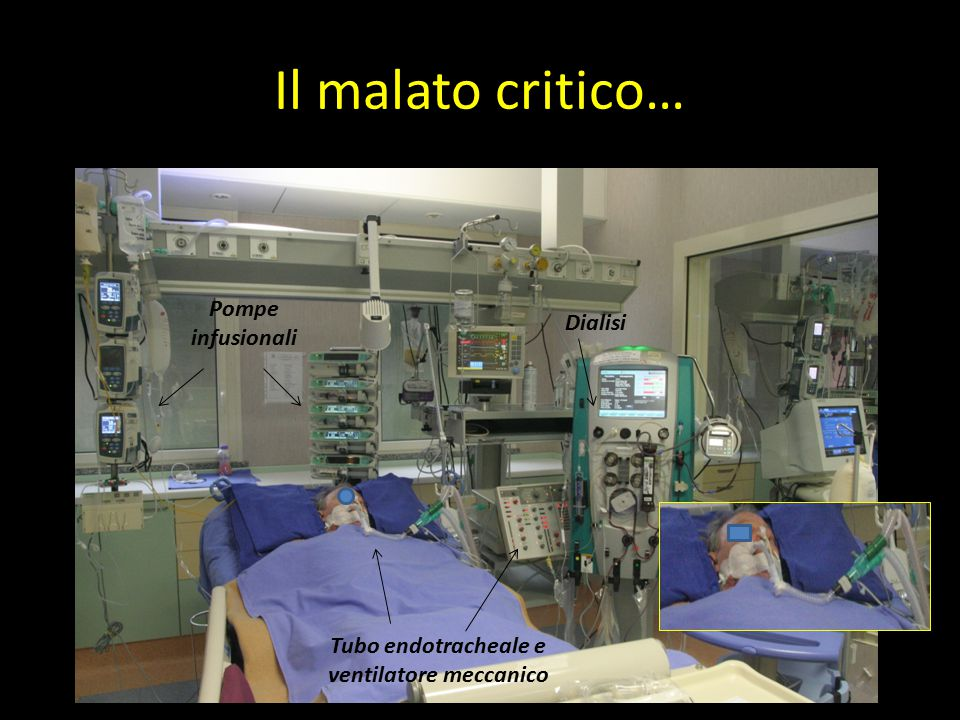 Il malato critico…
Pompe
infusionali
Dialisi
Tubo endotracheale e
ventilatore meccanico